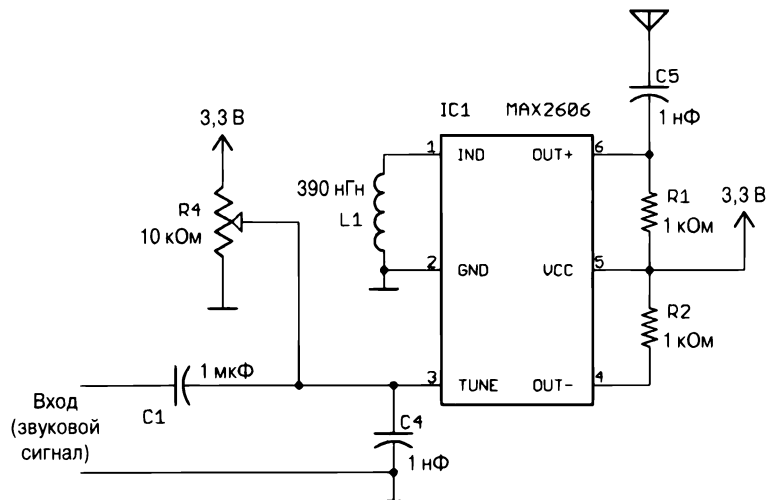 C5
1 нФ
IC1 MAX2606
3,3 В
1 IND OUT+ 6
390 нГн
L1
R4
10 кОм
R1
1 кОм
3,3 В
2 GND VCC 5
R2
1 кОм
1 мкФ
3 TUNE OUT- 4
C1
Вход
(звуковой
сигнал)
C4
1 нФ